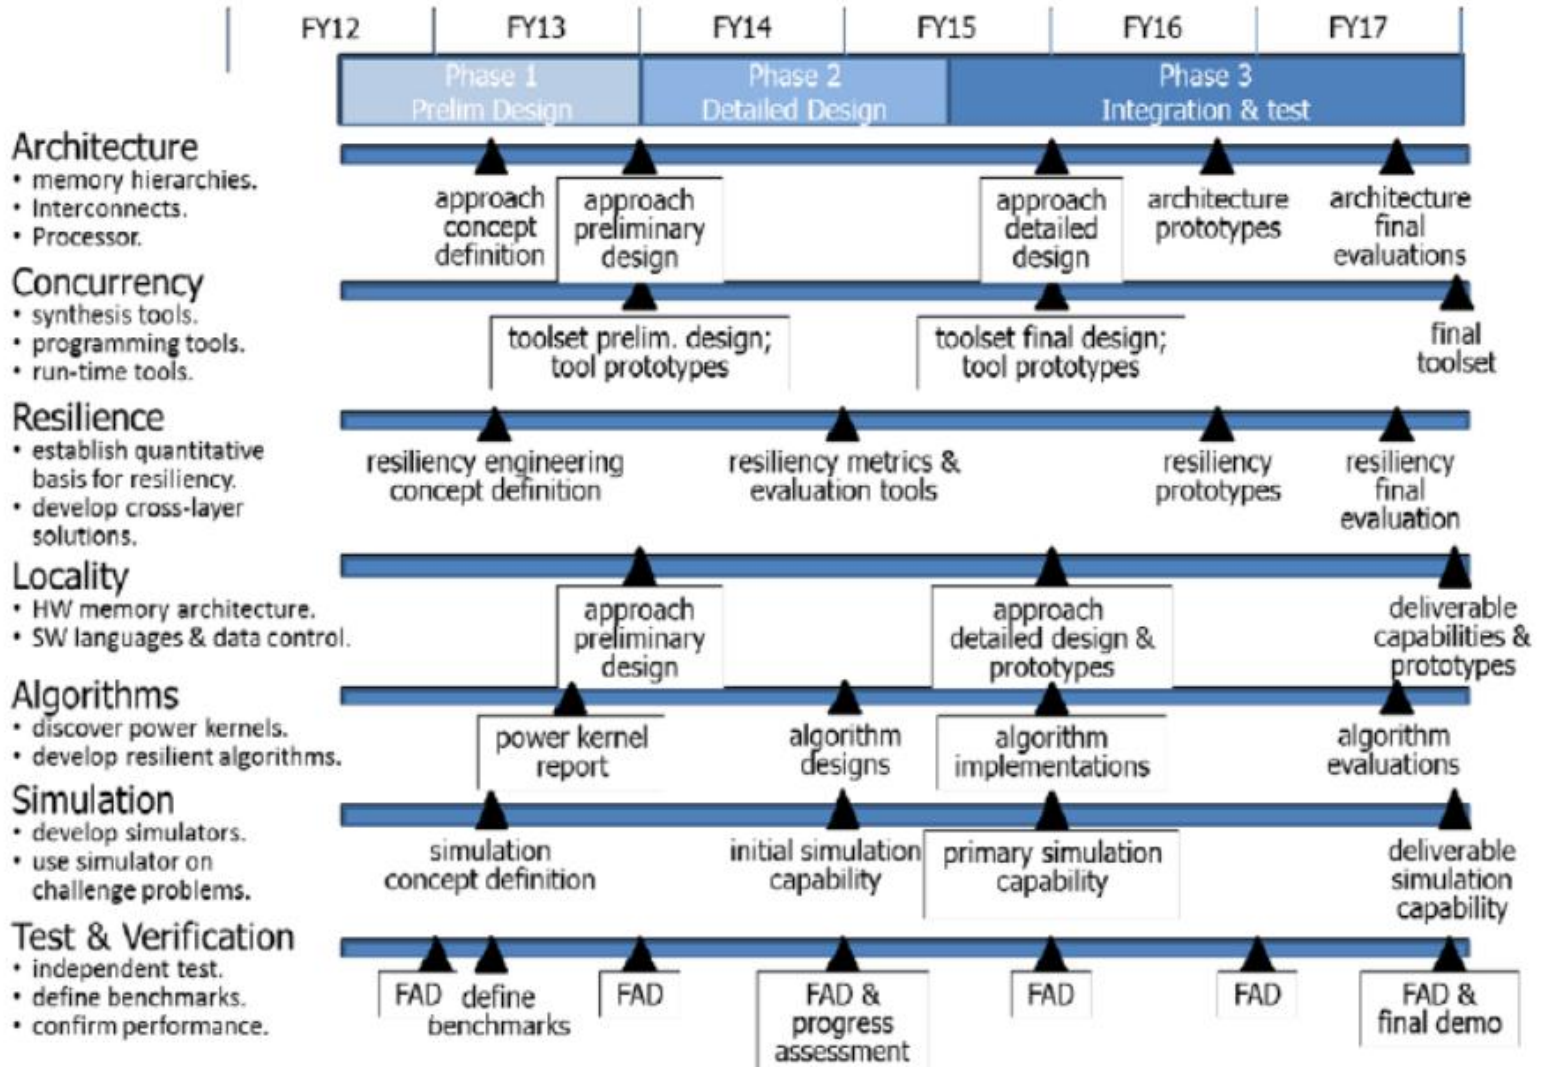 FY12 FY13 FY14 FY15 FY16 FY17
Phase 1 Phase 2 Phase 3
Prelim Design Detailed Design Integration & test
Architecture
• memory hierarchies.
• Interconnects.
• Processor.
approach
concept
definition
approach
preliminary
design
approach
detailed
design
architecture
prototypes
architecture
final
evaluations
Concurrency
• synthesis tools.
• programming tools.
• run-time tools.
toolset prelim. design;
tool prototypes
toolset final design;
tool prototypes
final
toolset
Resilience
• establish quantitative
basis for resiliency.
• develop cross-layer
solutions.
resiliency engineering
concept definition
resiliency metrics &
evaluation tools
resiliency
prototypes
resiliency
final
evaluation
Locality
• HW memory architecture.
• SW languages & data control.
approach
preliminary
design
approach
detailed design &
prototypes
deliverable
capabilities &
prototypes
Algorithms
• discover power kernels.
• develop resilient algorithms.
power kernel
report
algorithm
designs
algorithm
implementations
algorithm
evaluations
Simulation
• develop simulators.
• use simulator on
challenge problems.
simulation
concept definition
initial simulation
capability
primary simulation
capability
deliverable
simulation
capability
Test & Verification
• independent test.
• define benchmarks.
• confirm performance.
FAD
define
benchmarks
FAD
FAD &
progress
assessment
FAD
FAD
FAD &
final demo